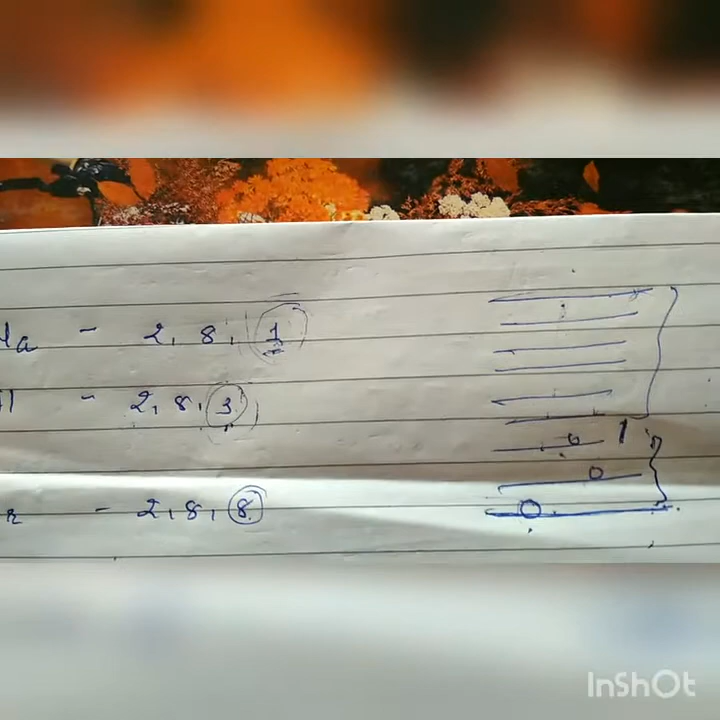 - 2, 8, 1
- 2, 8, 3
- 2, 8, 8
InShOt